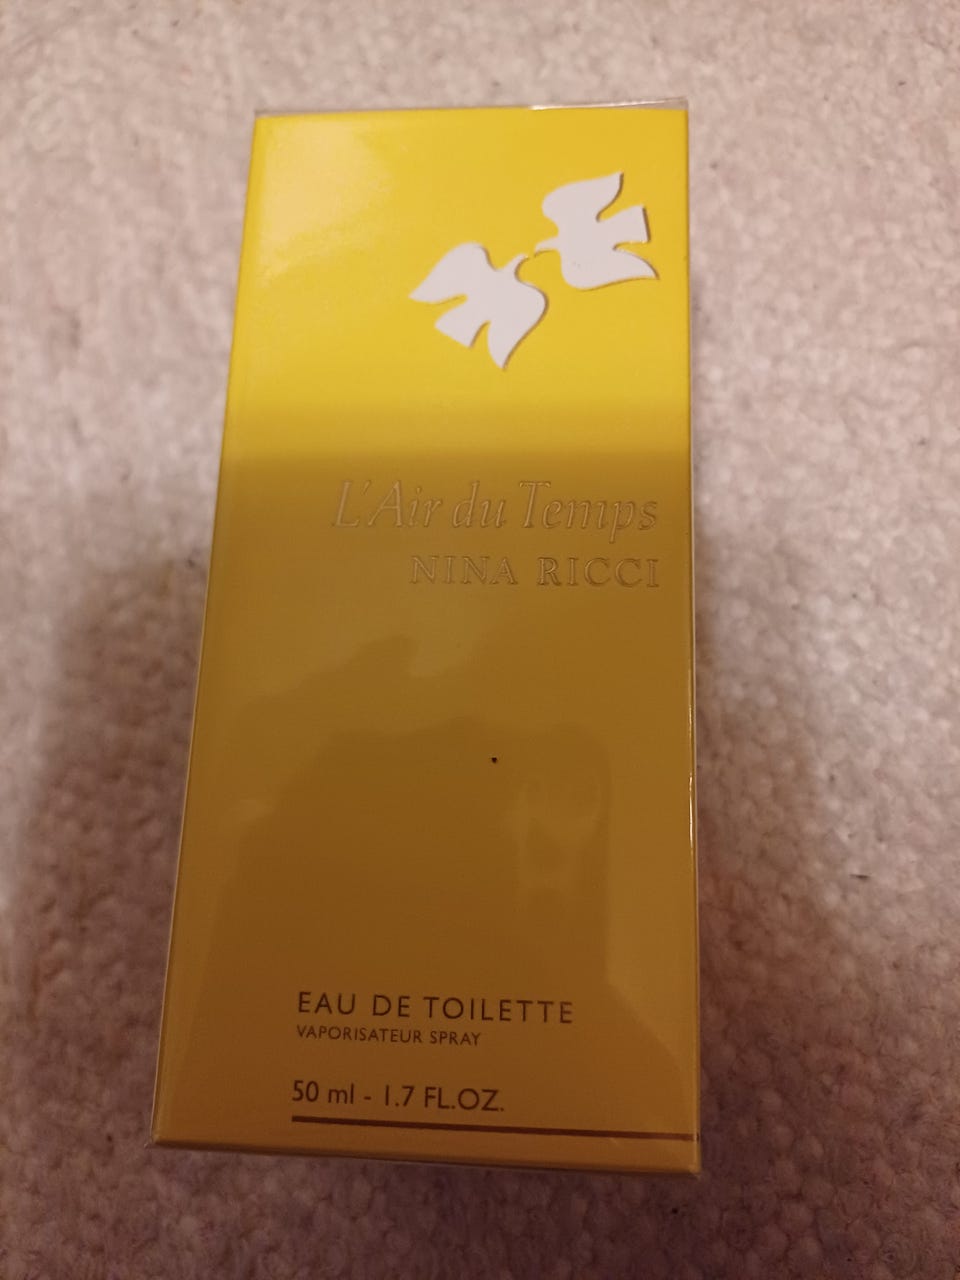 L'Air du Temps
NINA RICCI
EAU DE TOILETTE
VAPORISATEUR SPRAY
50 ml - 1.7 FL.OZ.